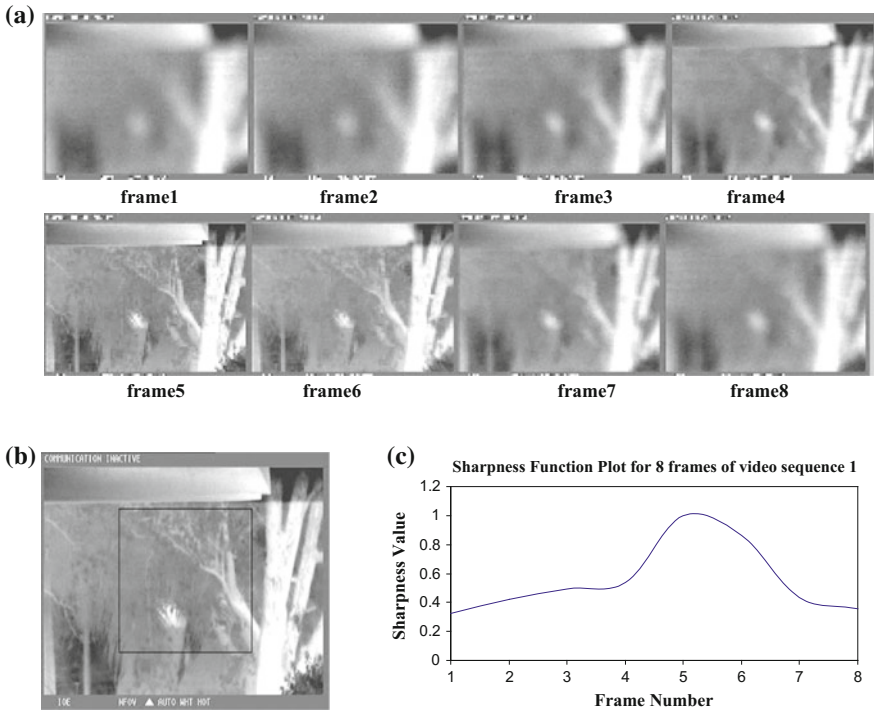 (a)
frame1 frame2 frame3 frame4
frame5 frame6 frame7 frame8
(b)
COMMUNICATION INACTIVE
NFOV ▲ AUTO WHT HOT
(c)
Sharpness Function Plot for 8 frames of video sequence 1
Sharpness Value
1.2
1
0.8
0.6
0.4
0.2
0
1 2 3 4 5 6 7 8
Frame Number